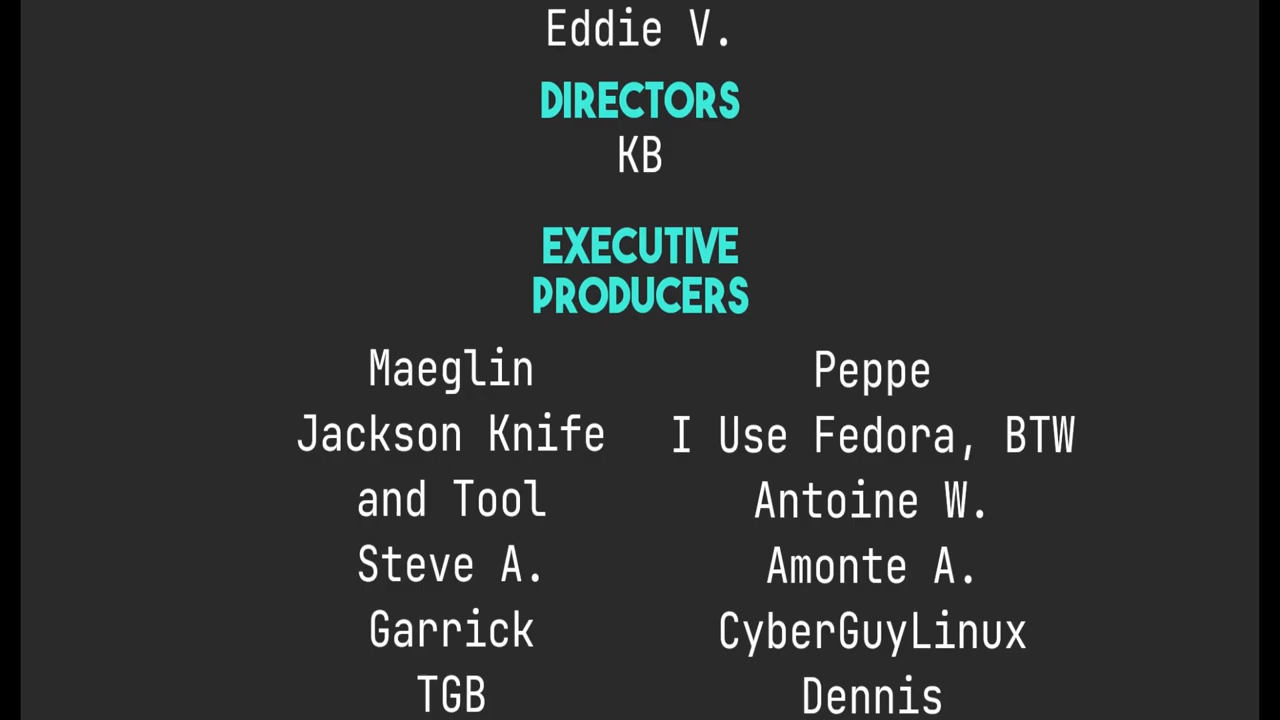 Eddie V.
DIRECTORS
KB
EXECUTIVE
PRODUCERS
Maeglin
Jackson Knife
and Tool
Steve A.
Garrick
TGB
Peppe
I Use Fedora, BTW
Antoine W.
Amonte A.
CyberGuyLinux
Dennis